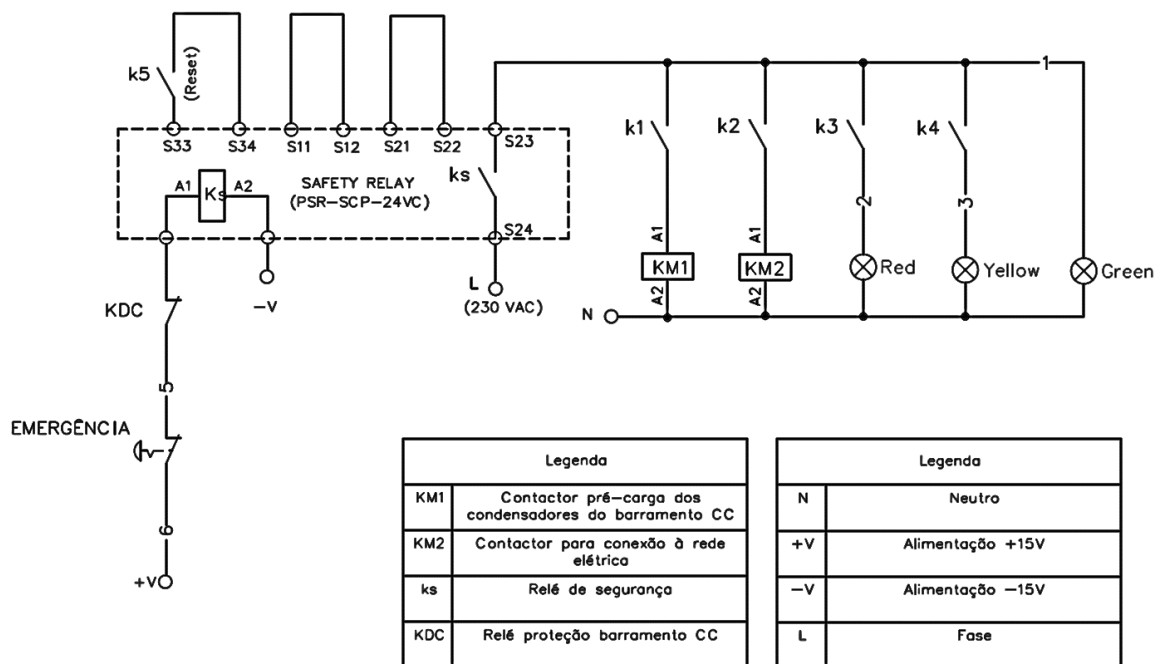 k5
(Reset)
S33
S34
S11
S12
S21
S22
S23
A1
Ks
A2
SAFETY RELAY
(PSR-SCP-24VC)
ks
S24
L
(230 VAC)
-V
KDC
5
EMERGÊNCIA
6
+V
1
k1
k2
k3
k4
A1
A1
2
3
KM1
KM2
Red
Yellow
Green
A2
A2
N
Legenda
KM1 Contactor pré-carga dos
condensadores do barramento CC
KM2 Contactor para conexão à rede
elétrica
ks Relé de segurança
KDC Relé proteção barramento CC
Legenda
N Neutro
+V Alimentação +15V
-V Alimentação -15V
L Fase